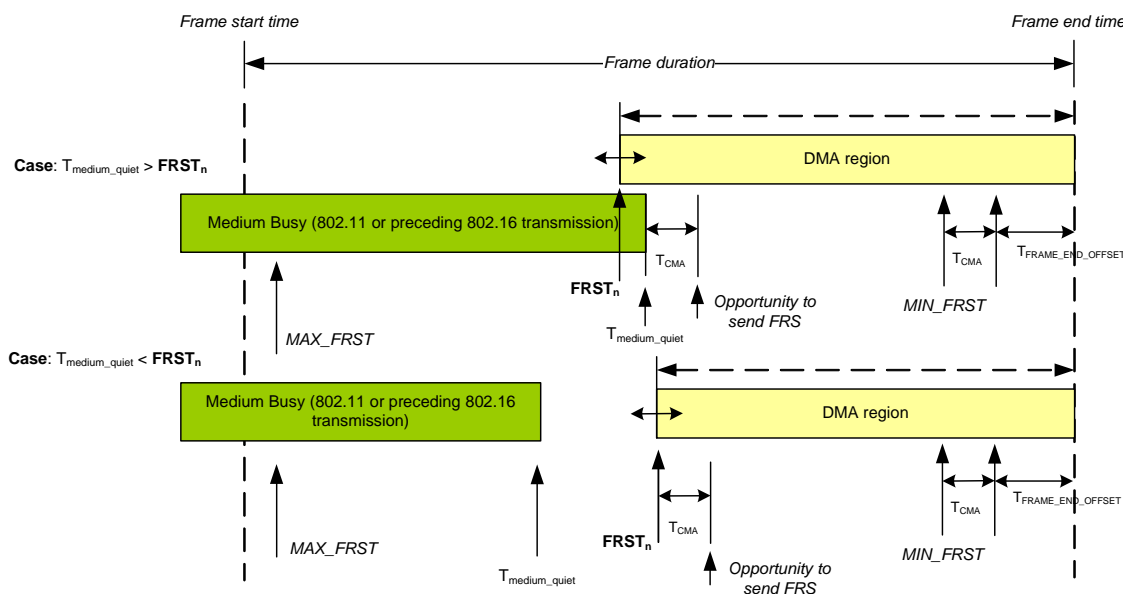 Frame start time
Frame end time
Frame duration
Case: Tmedium_quiet > FRSTn
DMA region
Medium Busy (802.11 or preceding 802.16 transmission)
TCMA
TCMA
TFRAME_END_OFFSET
FRSTn
Opportunity to
send FRS
MIN_FRST
Tmedium_quiet
MAX_FRST
Case: Tmedium_quiet < FRSTn
Medium Busy (802.11 or preceding 802.16
transmission)
DMA region
TCMA
TCMA
TFRAME_END_OFFSET
MAX_FRST
FRSTn
MIN_FRST
Tmedium_quiet
Opportunity to
send FRS